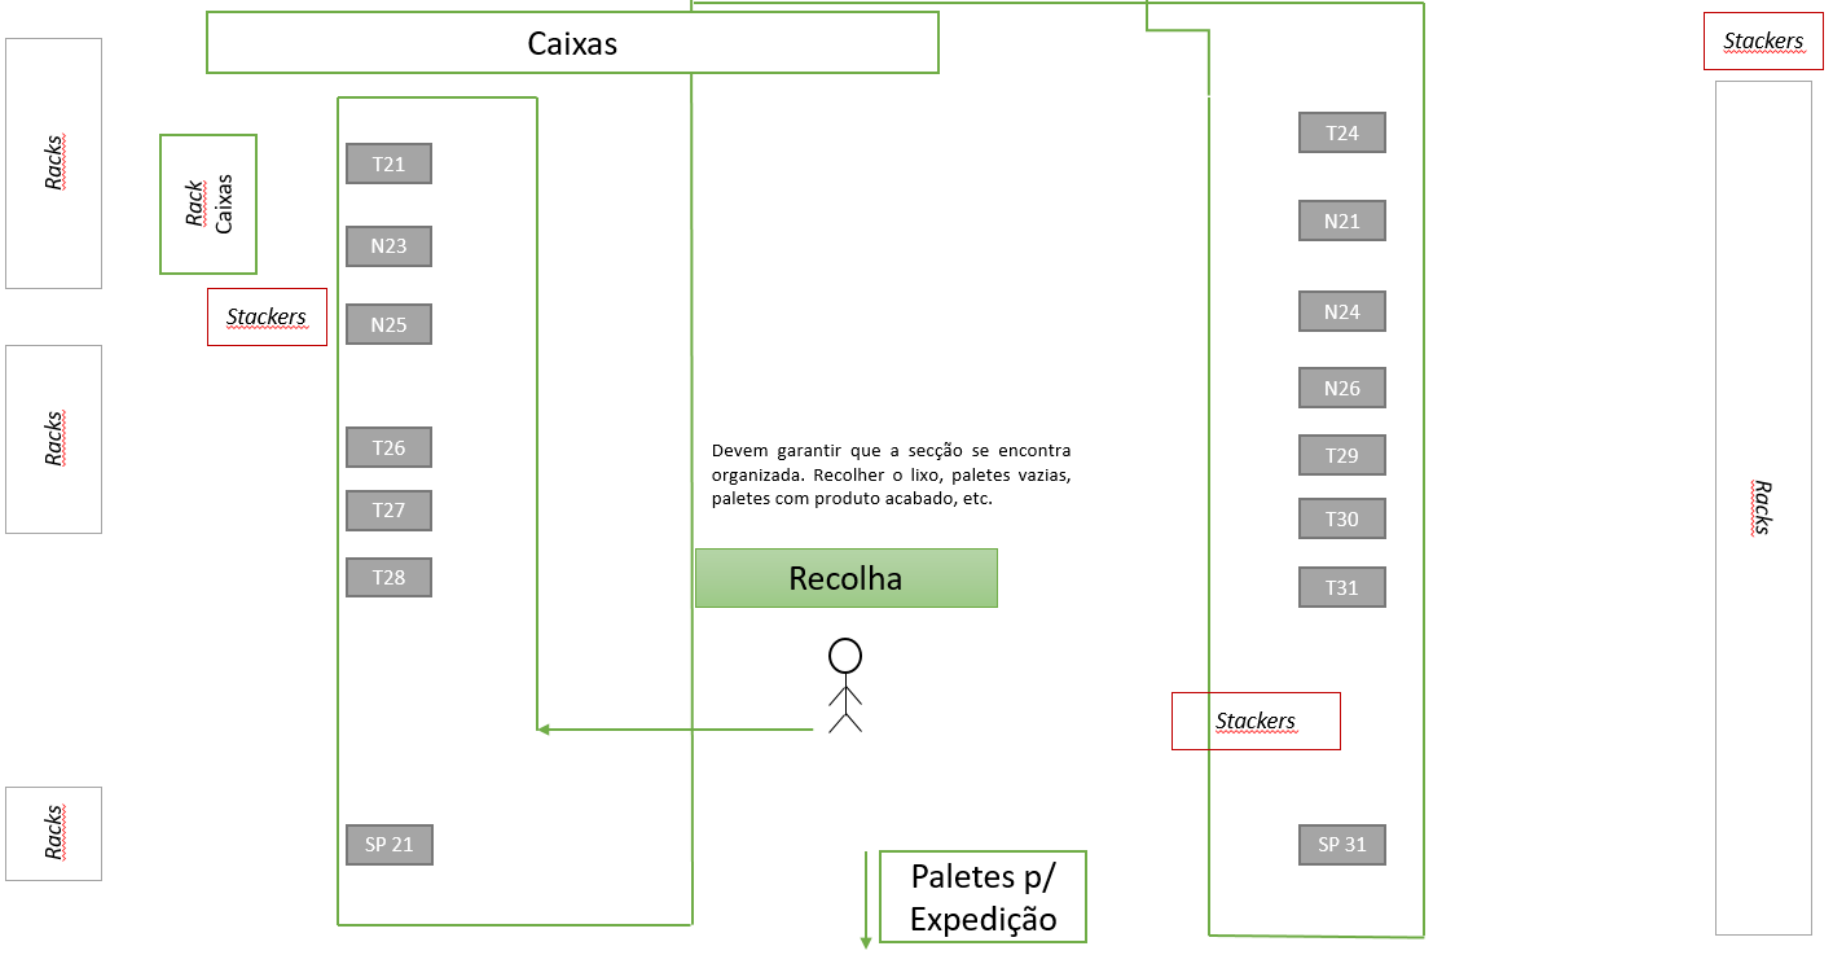 Caixas
Stackers
Racks
Rack
Caixas
Stackers
T21
N23
N25
T24
N21
N24
N26
Racks
T26
T27
T28
Devem garantir que a secção se encontra
organizada. Recolher o lixo, paletes vazias,
paletes com produto acabado, etc.
Recolha
T29
T30
T31
Racks
Stackers
Racks
SP 21
Paletes p/
Expedição
SP 31